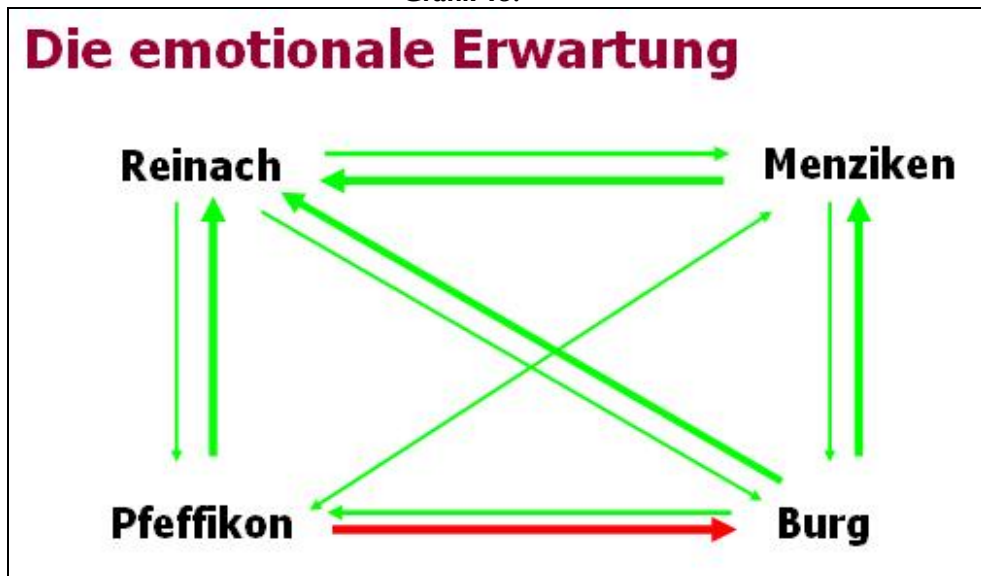 Die emotionale Erwartung
Reinach
Menziken
Pfeffikon
Burg